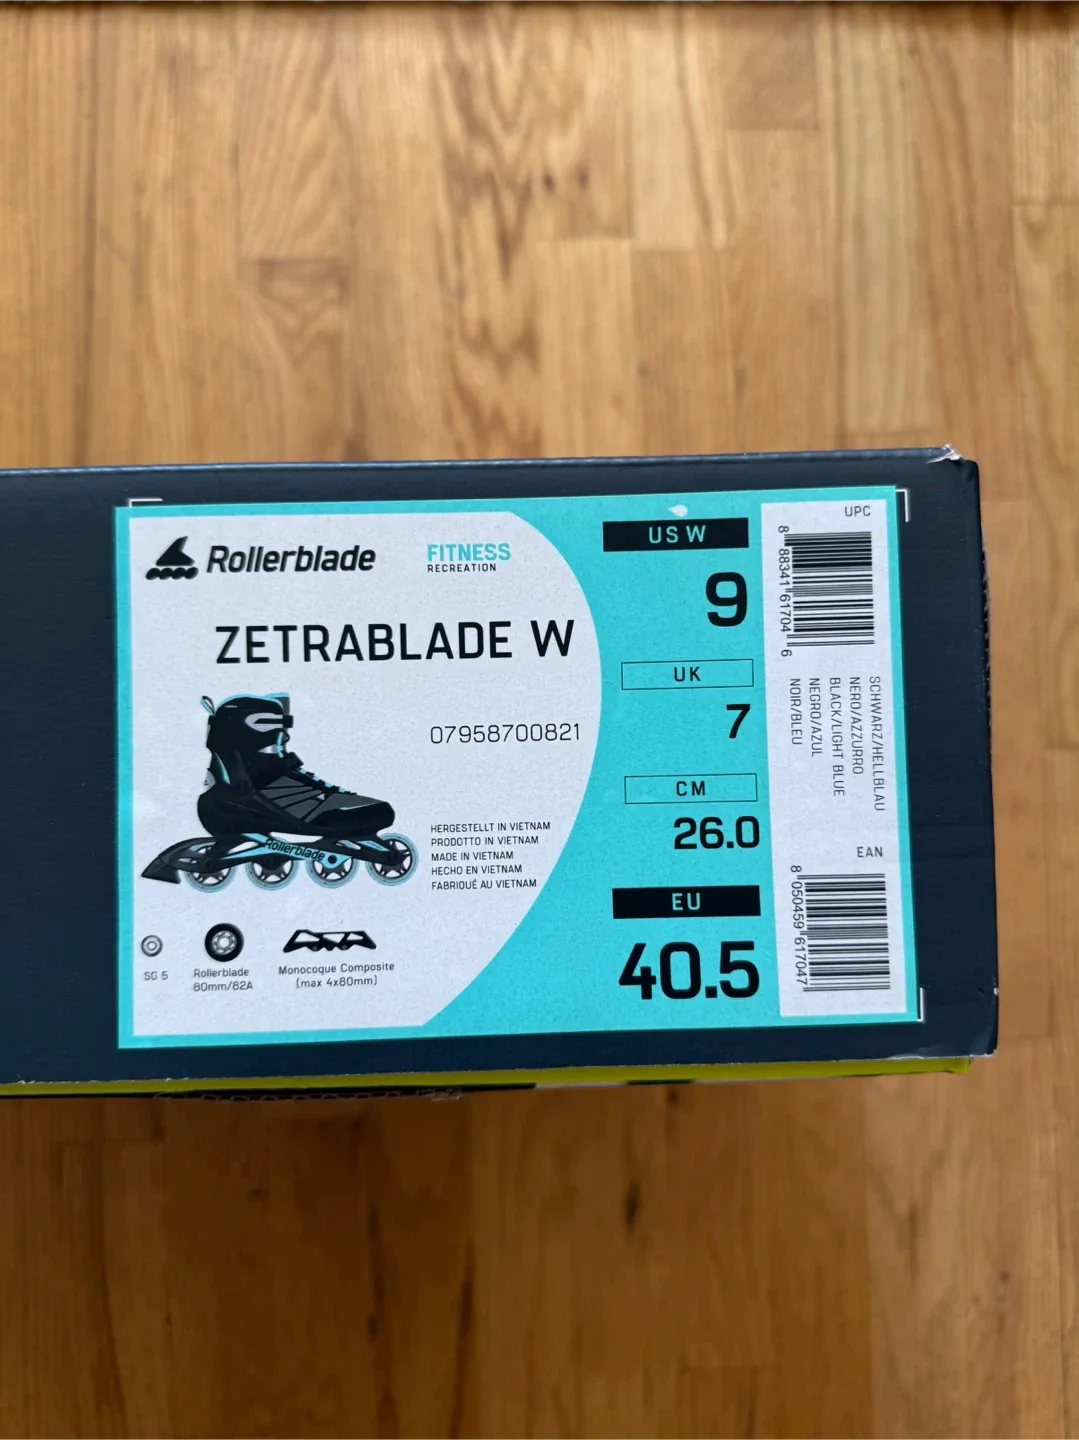 Rollerblade
FITNESS
RECREATION
ZETRABLADE W
07958700821
Rollerblade
HERGESTELLT IN VIETNAM
PRODOTTO IN VIETNAM
MADE IN VIETNAM
HECHO EN VIETNAM
FABRIQUÉ AU VIETNAM
SG 5
Rollerblade
80mm/82A
Monocoque Composite
(max 4x80mm)
US W
9
UK
7
CM
26.0
EU
40.5
UPC
8 88341 61704 6
SCHWARZ/HELLBLAU
NERO/AZZURRO
BLACK/LIGHT BLUE
NEGRO/AZUL
NOIR/BLEU
EAN
8 050459 617047